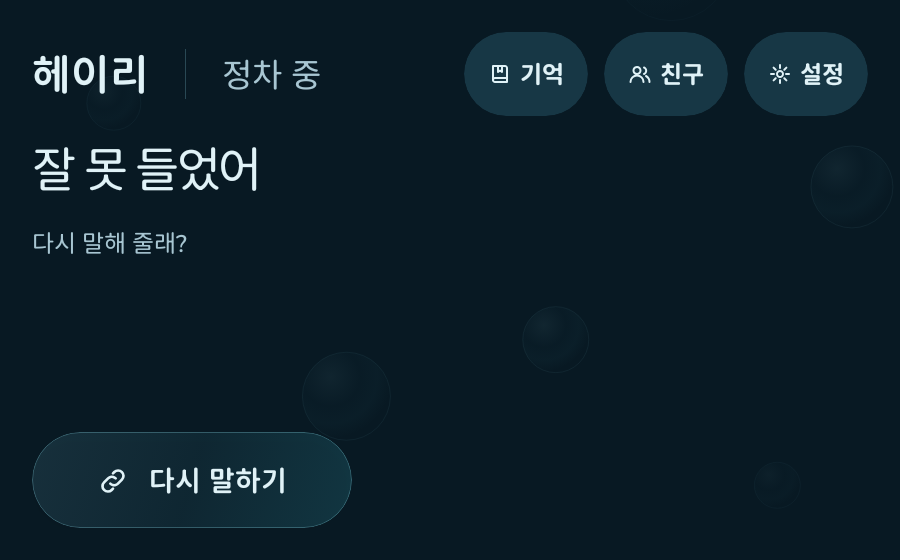 헤이리
정차 중
기억
친구
설정
잘 못 들었어
다시 말해 줄래?
다시 말하기